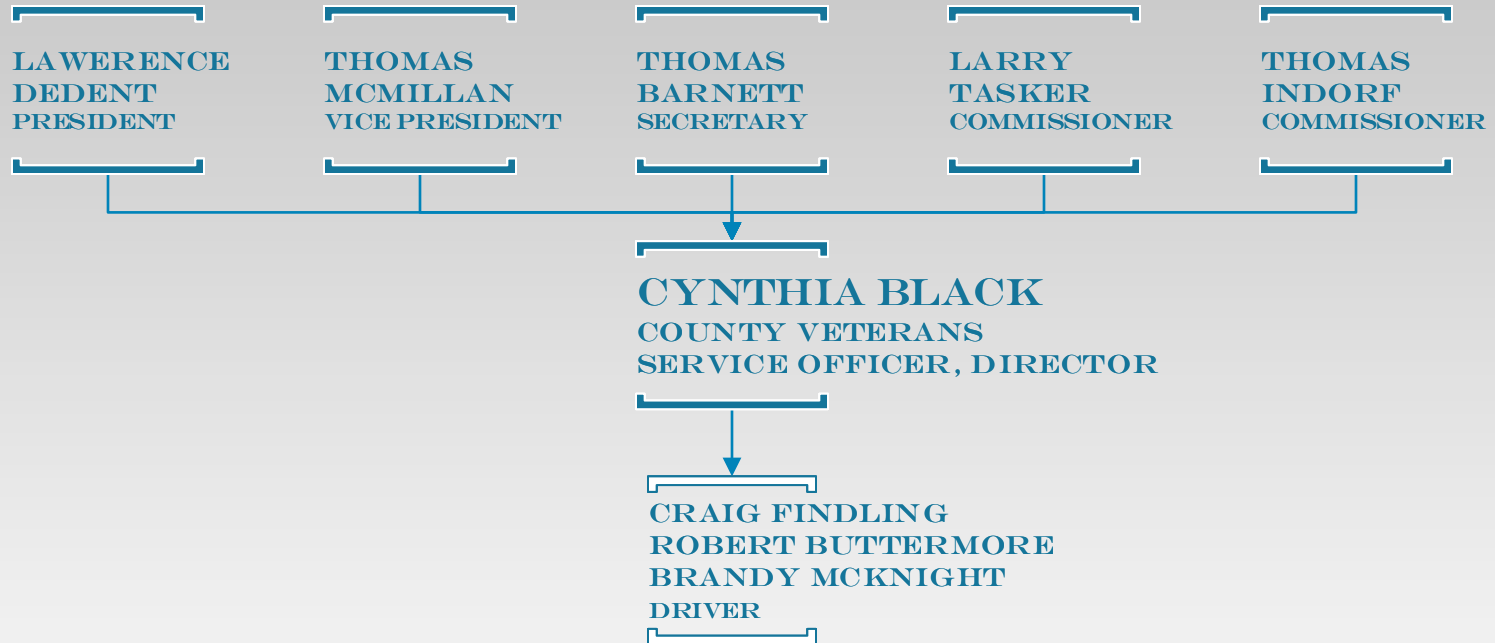 LAWERENCE
DEDENT
PRESIDENT
THOMAS
MCMILLAN
VICE PRESIDENT
THOMAS
BARNETT
SECRETARY
LARRY
TASKER
COMMISSIONER
THOMAS
INDORF
COMMISSIONER
CYNTHIA BLACK
COUNTY VETERANS
SERVICE OFFICER, DIRECTOR
CRAIG FINDLING
ROBERT BUTTERMORE
BRANDY MCKNIGHT
DRIVER